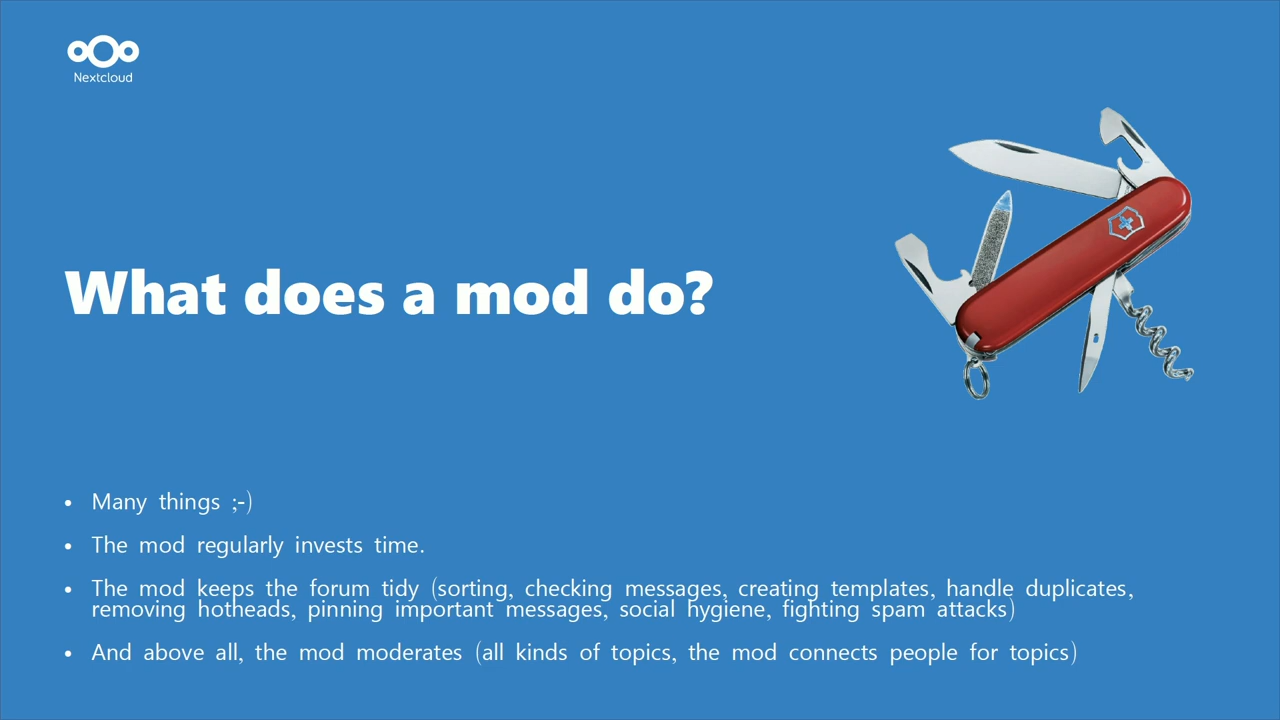 Nextcloud
What does a mod do?
• Many things ;-)
• The mod regularly invests time.
• The mod keeps the forum tidy (sorting, checking messages, creating templates, handle duplicates,
removing hotheads, pinning important messages, social hygiene, fighting spam attacks)
• And above all, the mod moderates (all kinds of topics, the mod connects people for topics)